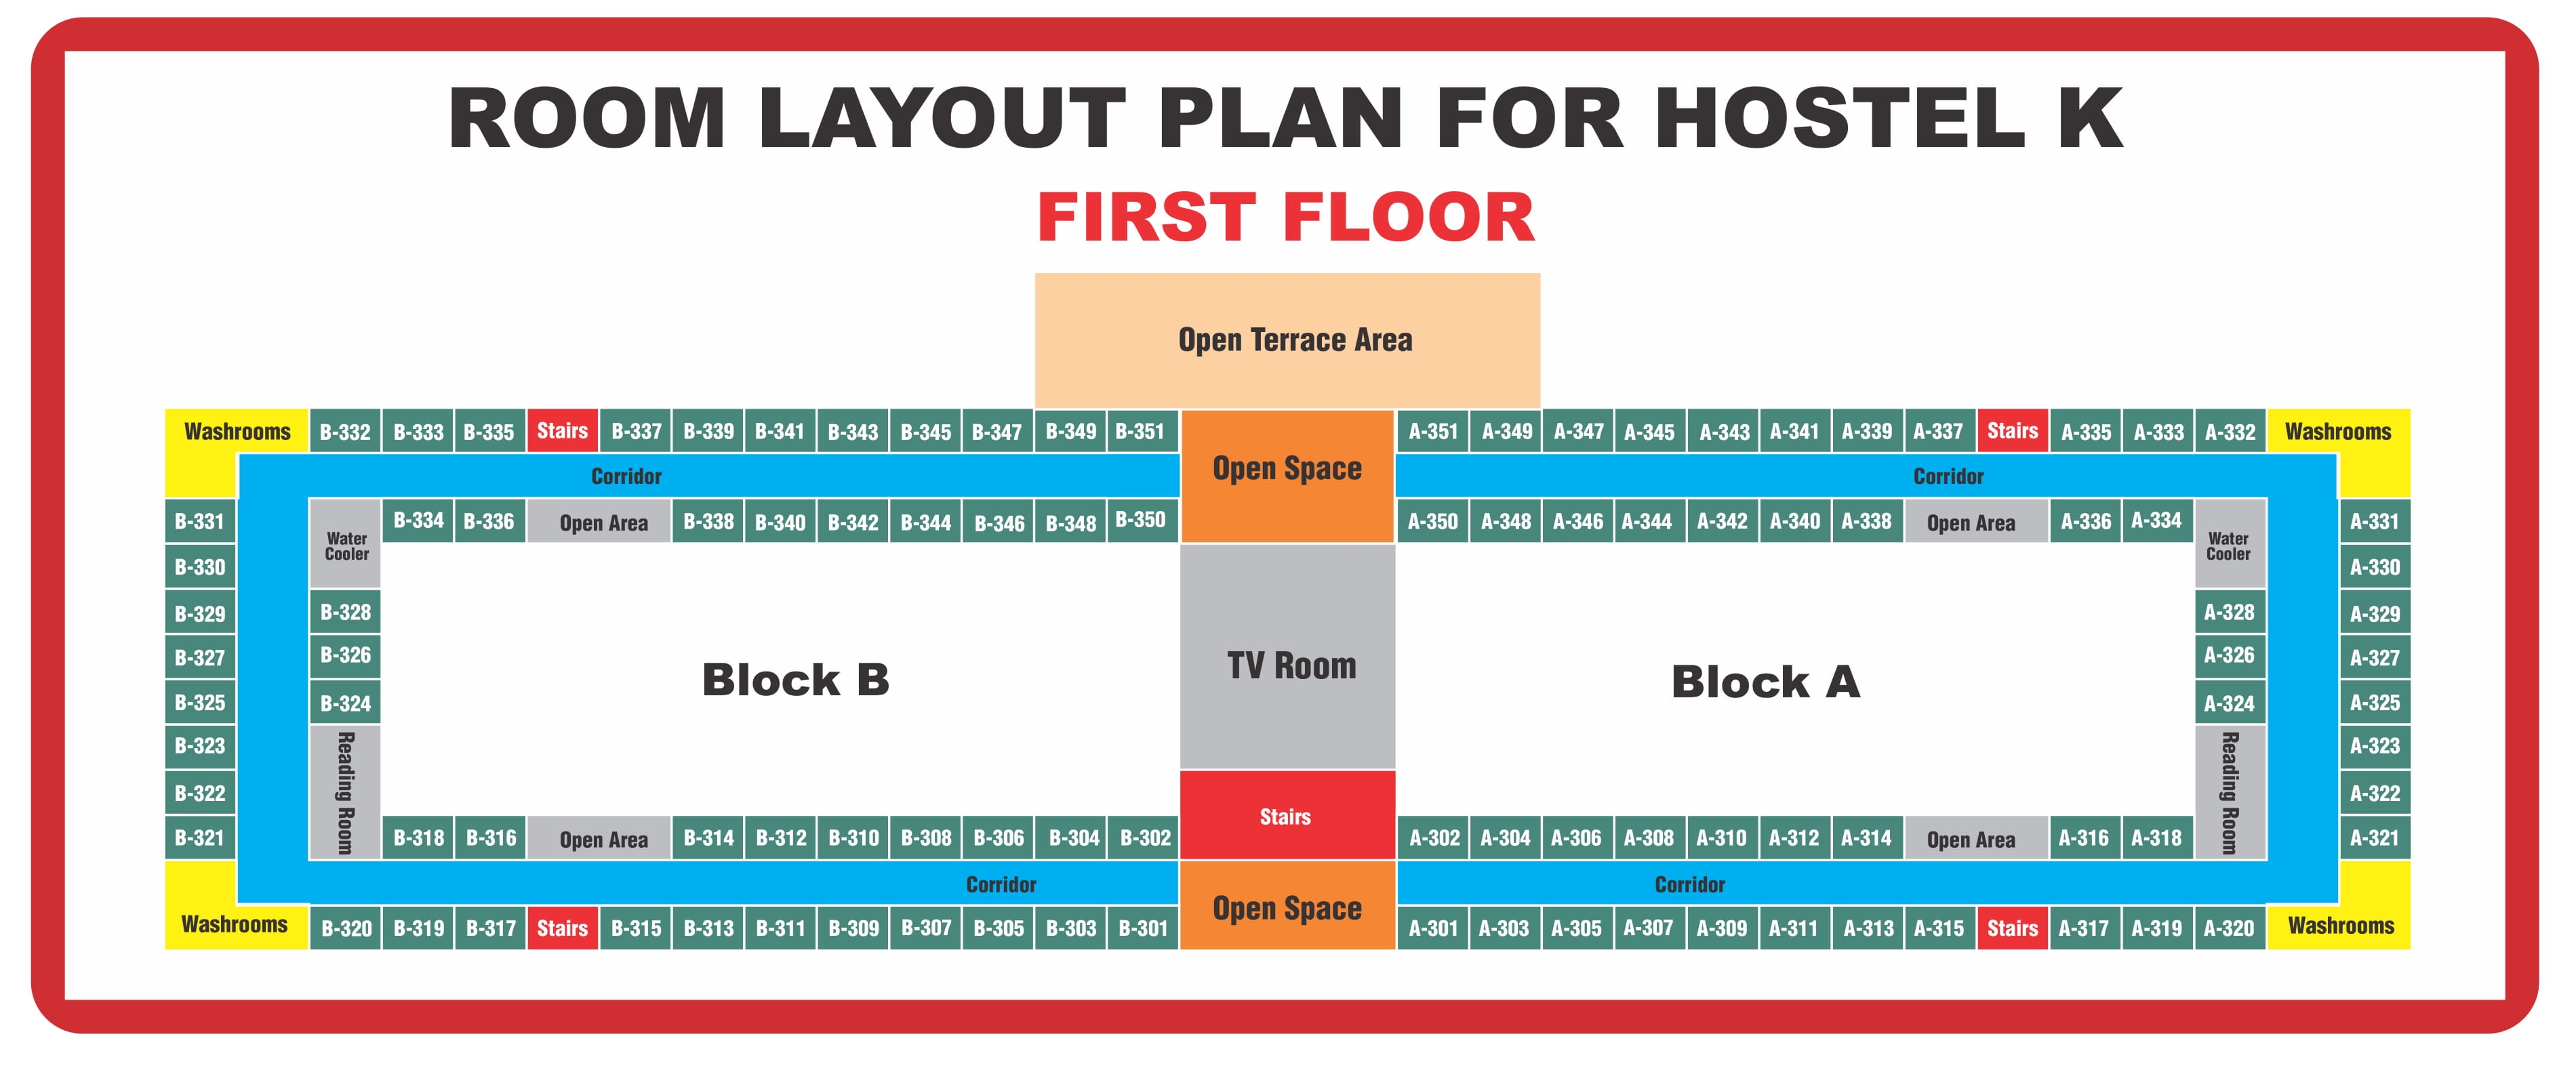 ROOM LAYOUT PLAN FOR HOSTEL K
FIRST FLOOR
Open Terrace Area
Washrooms B-332 B-333 B-335 Stairs B-337 B-339 B-341 B-343 B-345 B-347 B-349 B-351 Open Space A-351 A-349 A-347 A-345 A-343 A-341 A-339 A-337 Stairs A-335 A-333 A-332 Washrooms
Corridor Corridor
B-331 Water Cooler B-334 B-336 Open Area B-338 B-340 B-342 B-344 B-346 B-348 B-350 A-350 A-348 A-346 A-344 A-342 A-340 A-338 Open Area A-336 A-334 Water Cooler A-331
B-330 A-330
B-329 B-328 A-328 A-329
B-327 B-326 Block B TV Room Block A A-326 A-327
B-325 B-324 A-324 A-325
B-323 Reading Room Reading Room A-323
B-322 Stairs A-322
B-321 B-318 B-316 Open Area B-314 B-312 B-310 B-308 B-306 B-304 B-302 A-302 A-304 A-306 A-308 A-310 A-312 A-314 Open Area A-316 A-318 A-321
Corridor Corridor
Washrooms B-320 B-319 B-317 Stairs B-315 B-313 B-311 B-309 B-307 B-305 B-303 B-301 Open Space A-301 A-303 A-305 A-307 A-309 A-311 A-313 A-315 Stairs A-317 A-319 A-320 Washrooms